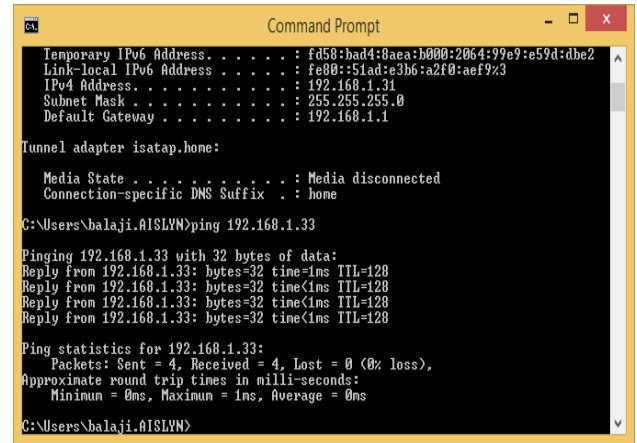 C:\.
Command Prompt
Temporary IPv6 Address. . . . . . : fd58:bad4:8aea:b000:2064:99e9:e59d:dbe2
Link-local IPv6 Address . . . . . : fe80::51ad:e3b6:a2f0:aef9%3
IPv4 Address. . . . . . . . . . . : 192.168.1.31
Subnet Mask . . . . . . . . . . . : 255.255.255.0
Default Gateway . . . . . . . . . : 192.168.1.1
Tunnel adapter isatap.home:
Media State . . . . . . . . . . . : Media disconnected
Connection-specific DNS Suffix  . : home
C:\Users\balaji.AISLYN>ping 192.168.1.33
Pinging 192.168.1.33 with 32 bytes of data:
Reply from 192.168.1.33: bytes=32 time=1ms TTL=128
Reply from 192.168.1.33: bytes=32 time<1ms TTL=128
Reply from 192.168.1.33: bytes=32 time<1ms TTL=128
Reply from 192.168.1.33: bytes=32 time<1ms TTL=128
Ping statistics for 192.168.1.33:
Packets: Sent = 4, Received = 4, Lost = 0 (0% loss),
Approximate round trip times in milli-seconds:
Minimum = 0ms, Maximum = 1ms, Average = 0ms
C:\Users\balaji.AISLYN>